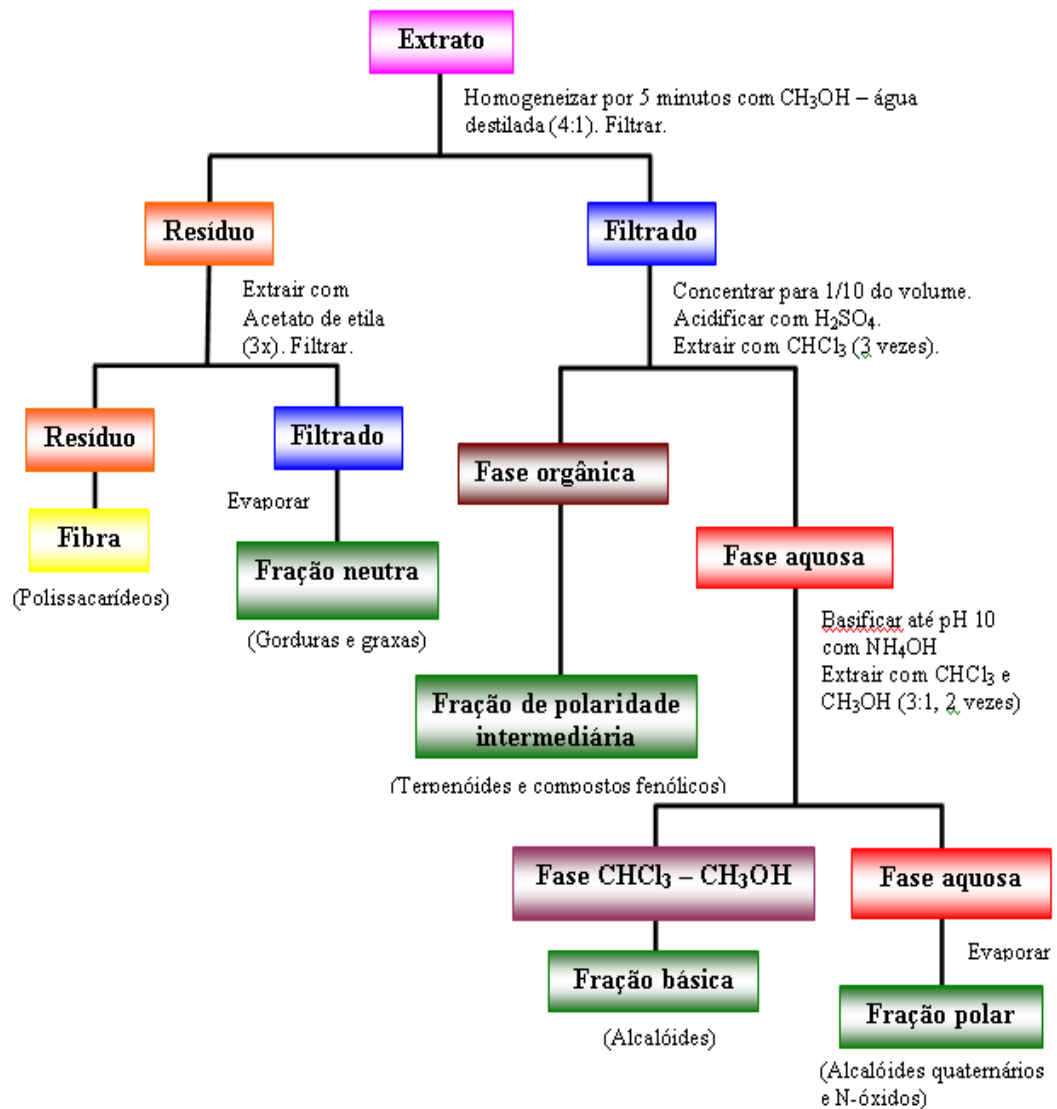 Extrato
Homogeneizar por 5 minutos com CH₃OH – água
destilada (4:1). Filtrar.
Resíduo
Filtrado
Extrair com
Acetato de etila
(3x). Filtrar.
Concentrar para 1/10 do volume.
Acidificar com H₂SO₄.
Extrair com CHCl₃ (3 vezes).
Resíduo
Filtrado
Fase orgânica
Evaporar
Fibra
(Polissacarídeos)
Fração neutra
(Gorduras e graxas)
Fase aquosa
Basificar até pH 10
com NH₄OH
Extrair com CHCl₃ e
CH₃OH (3:1, 2 vezes)
Fração de polaridade
intermediária
(Terpenóides e compostos fenólicos)
Fase CHCl₃ – CH₃OH
Fase aquosa
Evaporar
Fração básica
(Alcalóides)
Fração polar
(Alcalóides quaternários
e N-óxidos)